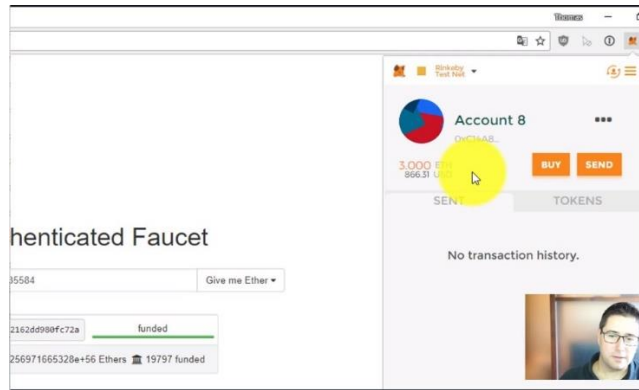 Thomas
Rinkeby
Test Net
Account 8
3.000 ETH
866.31 USD
BUY
SEND
SENT
TOKENS
No transaction history.
henticated Faucet
35584
Give me Ether
2162dd980fc72a
funded
256971665328e+56 Ethers 19797 funded